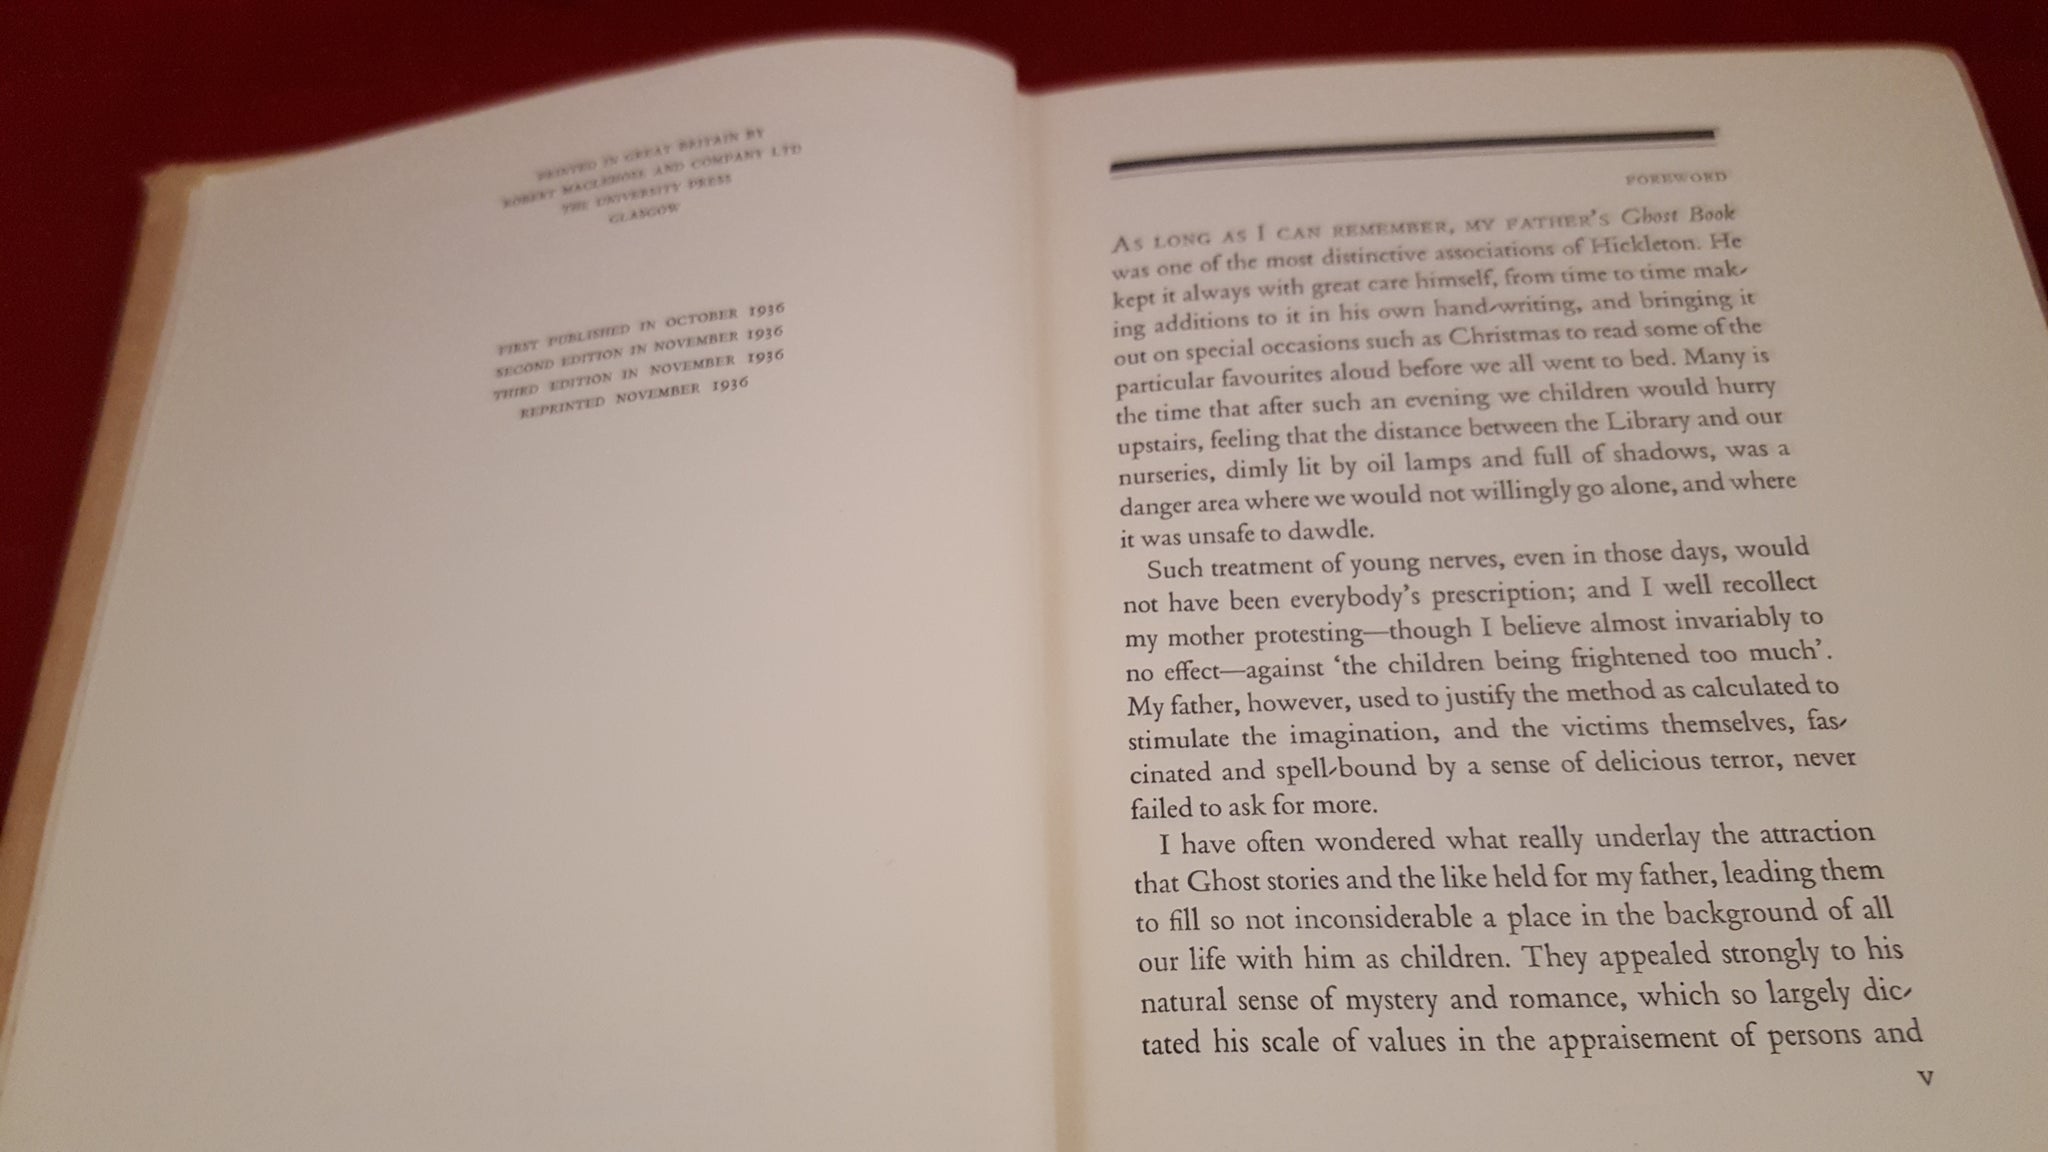 PRINTED IN GREAT BRITAIN BY
ROBERT MACLEHOSE AND COMPANY LTD
THE UNIVERSITY PRESS
GLASGOW
FIRST PUBLISHED IN OCTOBER 1936
SECOND EDITION IN NOVEMBER 1936
THIRD EDITION IN NOVEMBER 1936
REPRINTED NOVEMBER 1936
FOREWORD
AS LONG AS I CAN REMEMBER, MY FATHER'S Ghost Book
was one of the most distinctive associations of Hickleton. He
kept it always with great care himself, from time to time mak-
ing additions to it in his own hand-writing, and bringing it
out on special occasions such as Christmas to read some of the
particular favourites aloud before we all went to bed. Many is
the time that after such an evening we children would hurry
upstairs, feeling that the distance between the Library and our
nurseries, dimly lit by oil lamps and full of shadows, was a
danger area where we would not willingly go alone, and where
it was unsafe to dawdle.
Such treatment of young nerves, even in those days, would
not have been everybody's prescription; and I well recollect
my mother protesting—though I believe almost invariably to
no effect—against 'the children being frightened too much'.
My father, however, used to justify the method as calculated to
stimulate the imagination, and the victims themselves, fas-
cinated and spell-bound by a sense of delicious terror, never
failed to ask for more.
I have often wondered what really underlay the attraction
that Ghost stories and the like held for my father, leading them
to fill so not inconsiderable a place in the background of all
our life with him as children. They appealed strongly to his
natural sense of mystery and romance, which so largely dic-
tated his scale of values in the appraisement of persons and
v